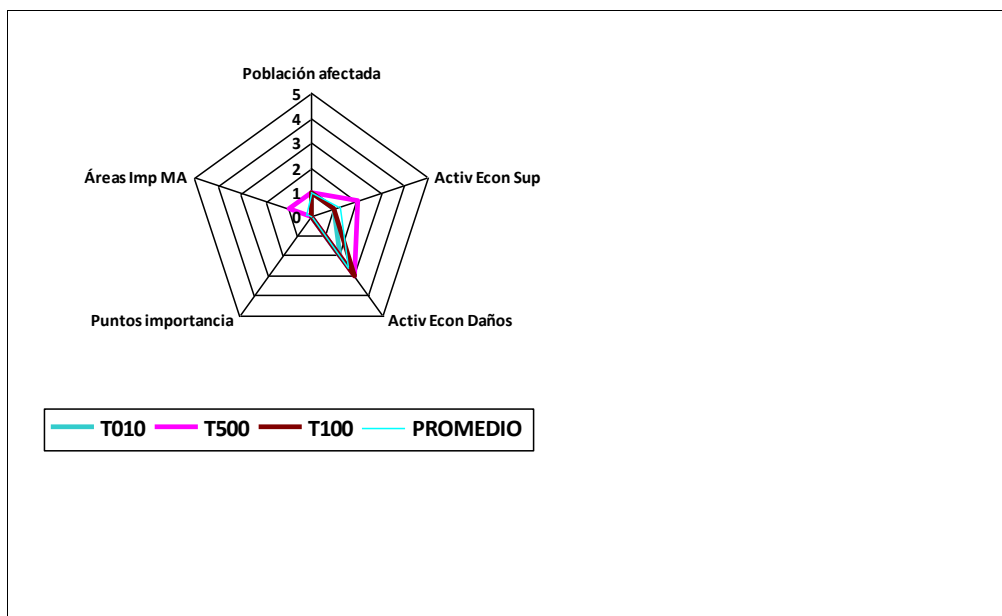 Población afectada
5
4
3
2
1
0
Áreas Imp MA
Activ Econ Sup
Puntos importancia
Activ Econ Daños
T010 T500 T100 PROMEDIO